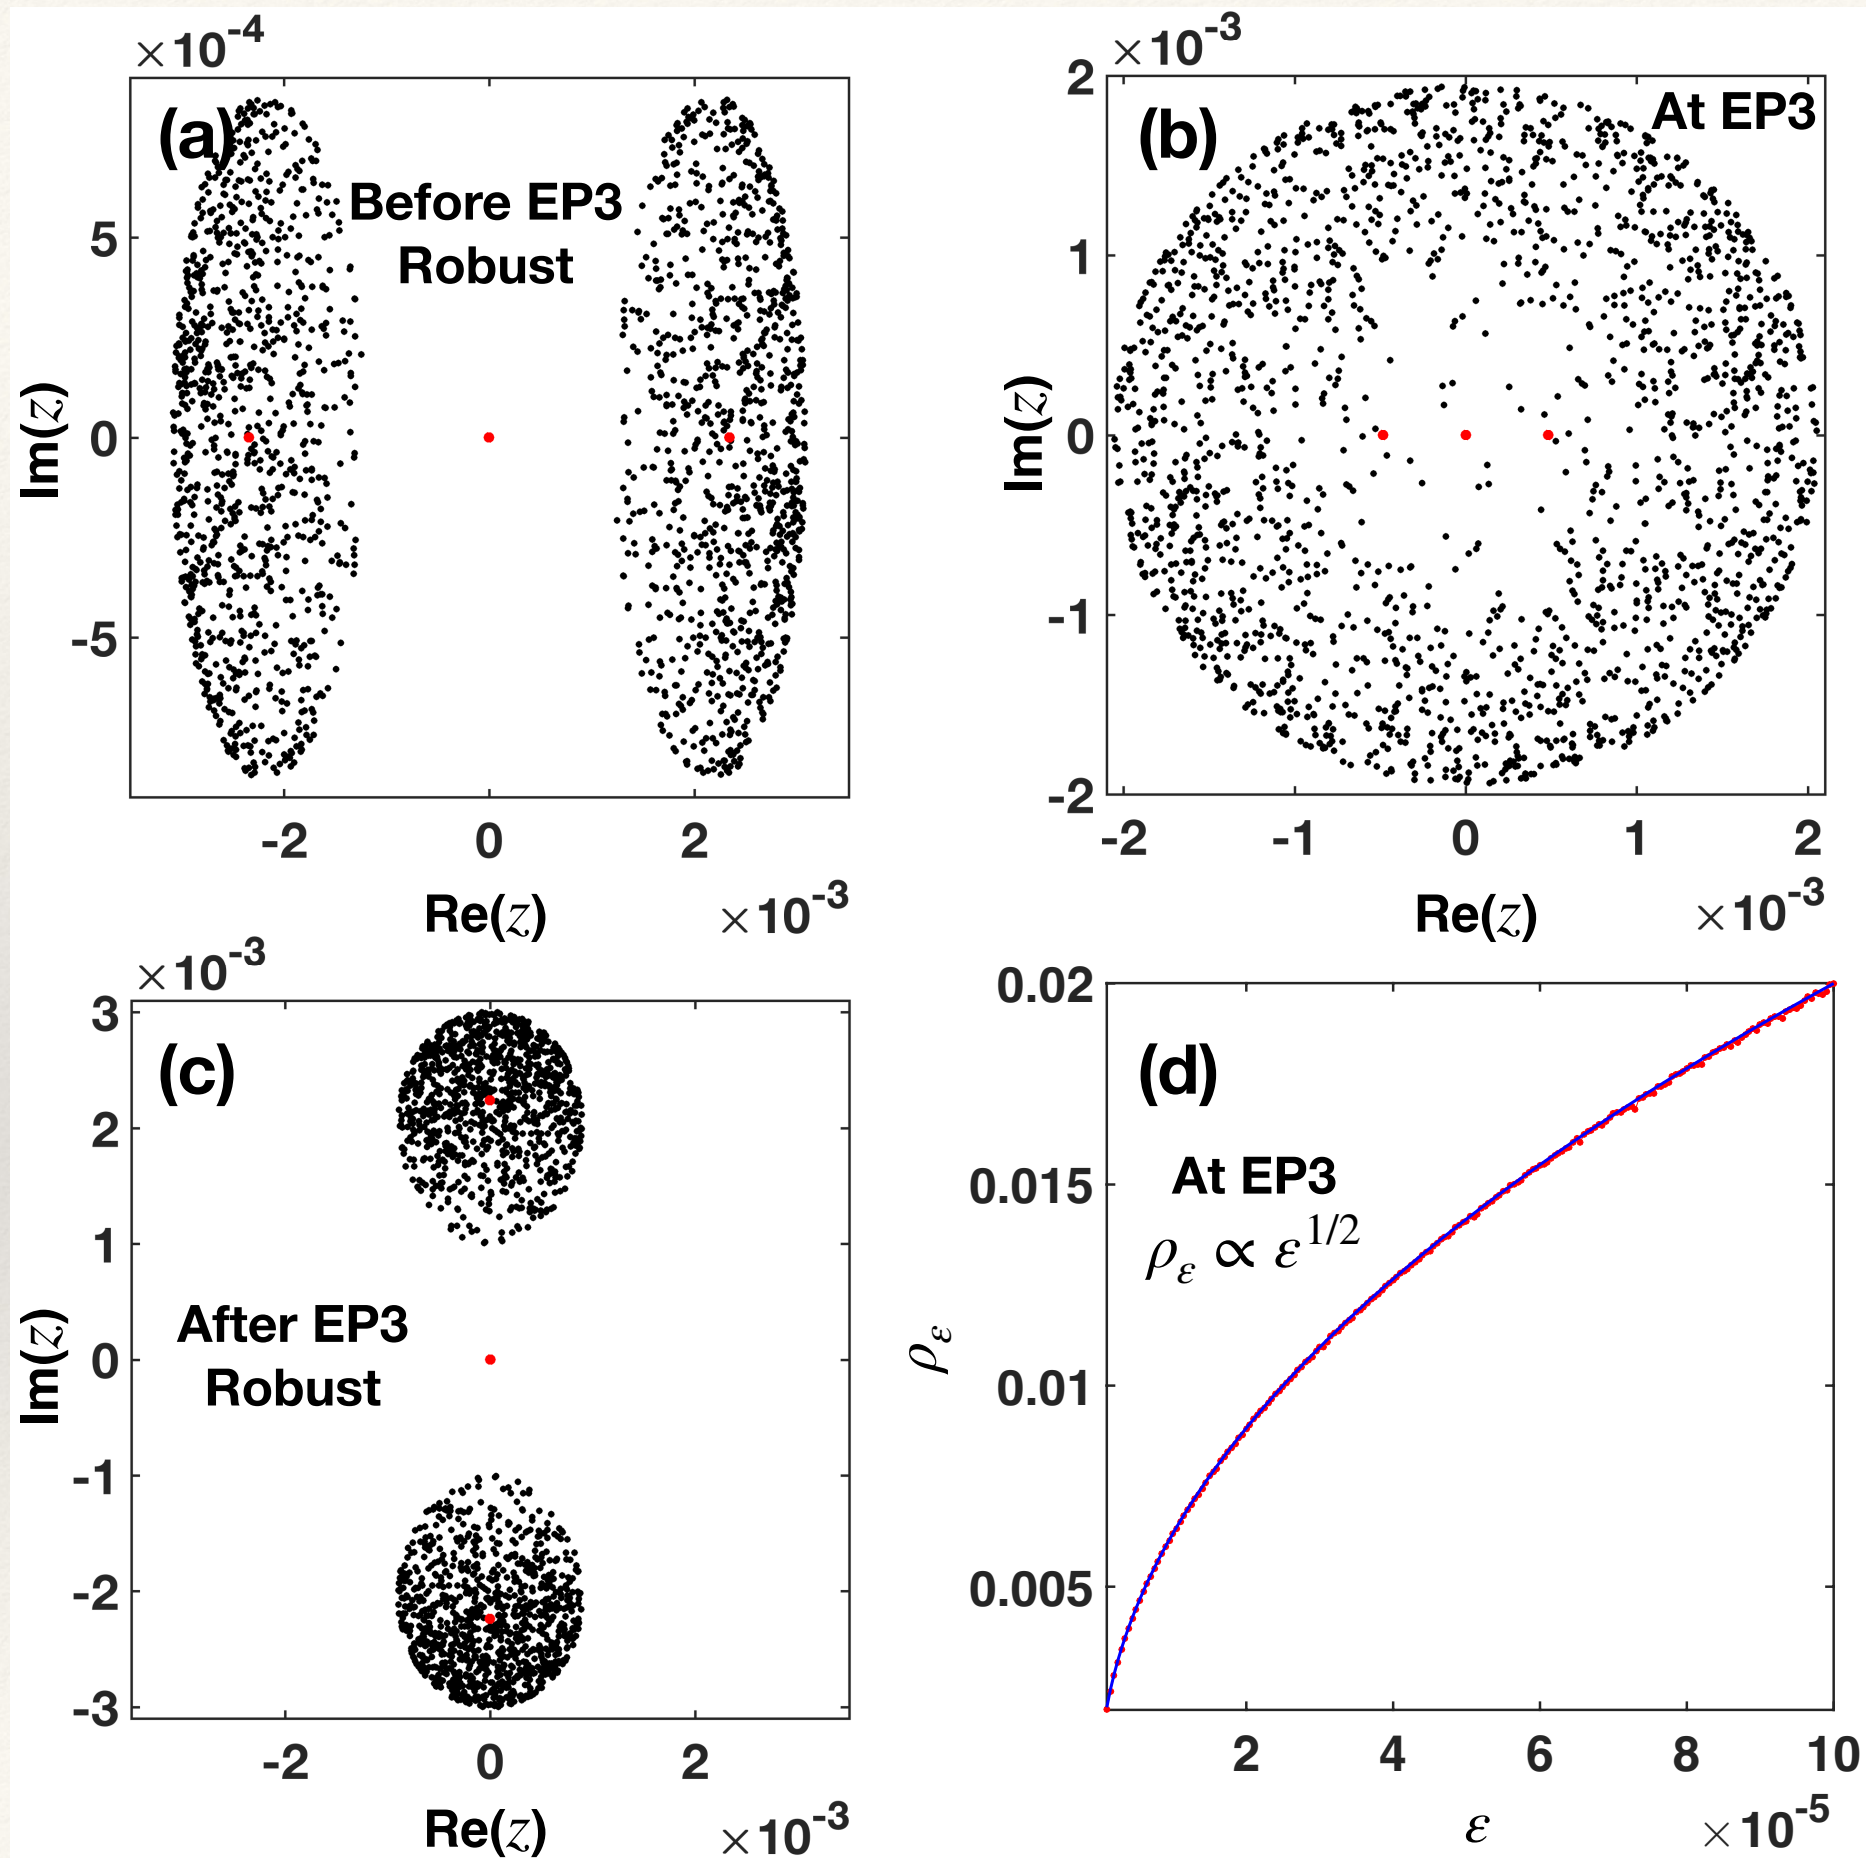 ×10⁻⁴
(a)
Before EP3
Robust
5
0
-5
Im(z)
-2 0 2
Re(z) ×10⁻³
×10⁻³
(b)
At EP3
2
1
0
-1
-2
Im(z)
-2 -1 0 1 2
Re(z) ×10⁻³
×10⁻³
(c)
After EP3
Robust
3
2
1
0
-1
-2
-3
Im(z)
-2 0 2
Re(z) ×10⁻³
(d)
At EP3
ρ_ε ∝ ε^{1/2}
0.02
0.015
0.01
0.005
ρ_ε
2 4 6 8 10
ε ×10⁻⁵